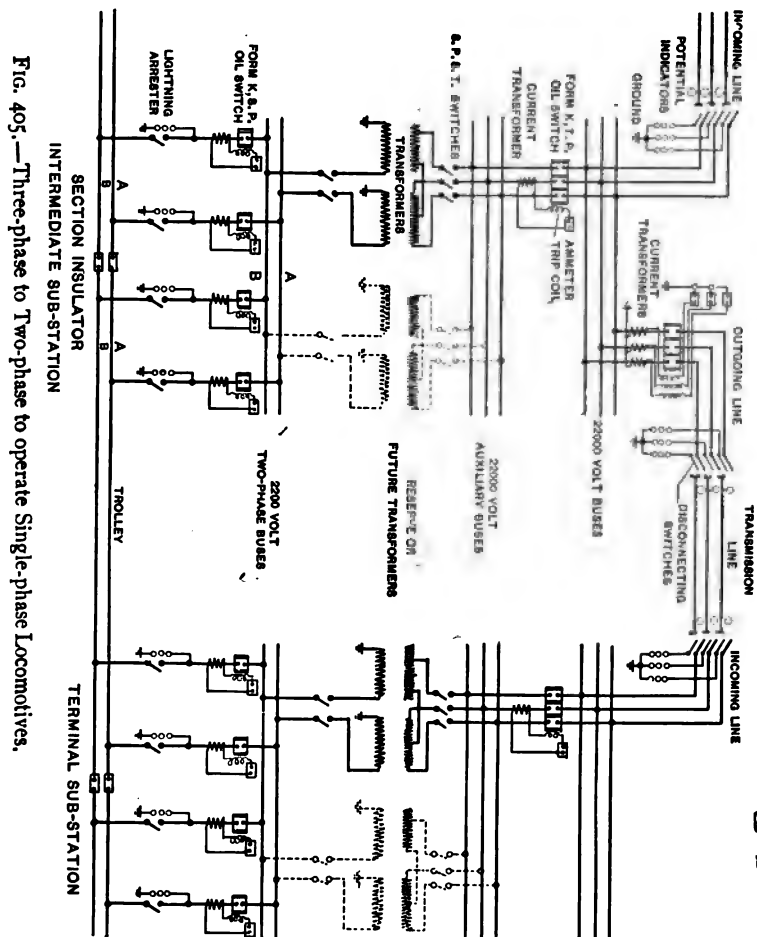 INCOMING LINE
POTENTIAL
INDICATORS
GROUND
FORM K, T. P.
OIL SWITCH
CURRENT
TRANSFORMER
AMMETER
TRIP COIL
S. P. S. T. SWITCHES
TRANSFORMERS
A
B
FORM K, S. P.
OIL SWITCH
LIGHTNING
ARRESTER
A
B
A
B
SECTION INSULATOR
INTERMEDIATE SUB-STATION
OUTGOING LINE
CURRENT
TRANSFORMERS
22000 VOLT BUSES
22000 VOLT
AUXILIARY BUSES
RESERVE OR
FUTURE TRANSFORMERS
2200 VOLT
TWO-PHASE BUSES
TROLLEY
TRANSMISSION
LINE
DISCONNECTING
SWITCHES
INCOMING LINE
TERMINAL SUB-STATION
FIG. 405.—Three-phase to Two-phase to operate Single-phase Locomotives.